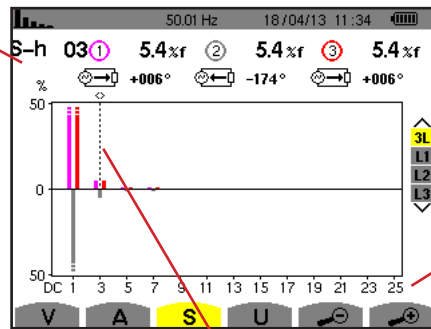 50.01 Hz 18/04/13 11:34
S-h 03 1 5.4%f 2 5.4%f 3 5.4%f
+006° -174° +006°
%
50
3L
L1
L2
L3
0
50
DC 1 3 5 7 9 11 13 15 17 19 21 23 25
V A S U